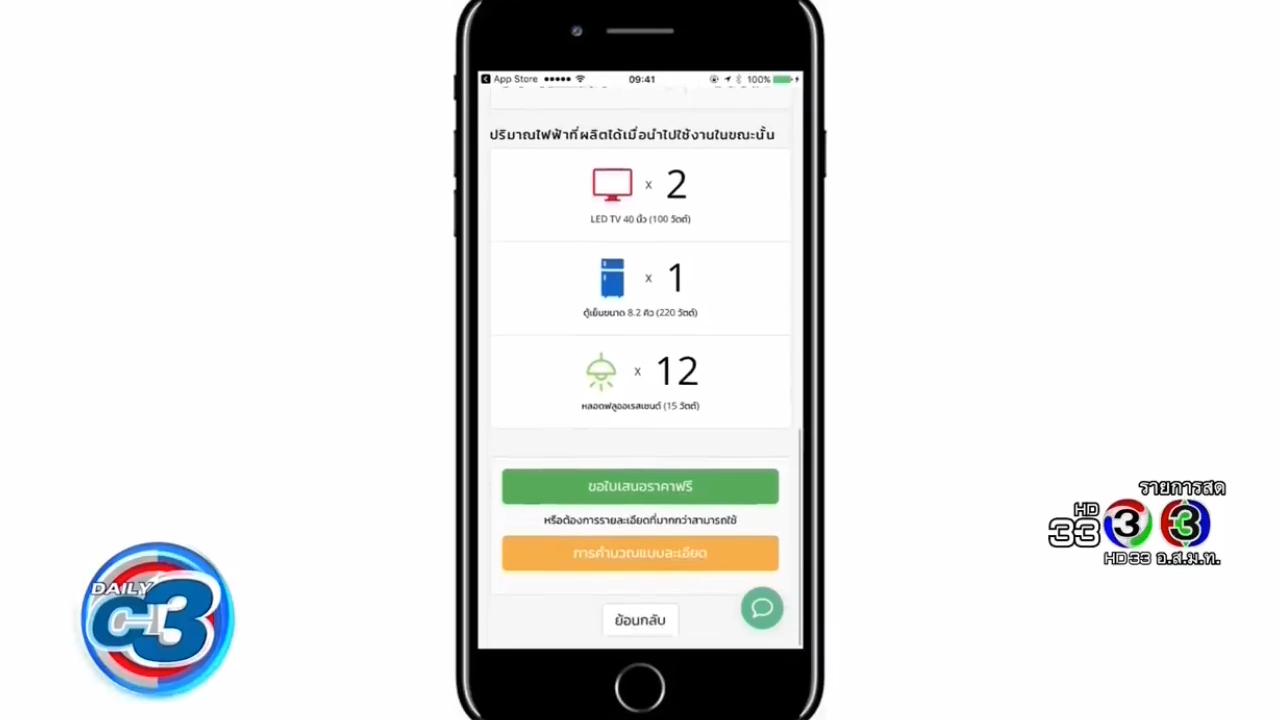 App Store
09:41
100%
ปริมาณไฟฟ้าที่ผลิตได้เมื่อนำไปใช้งานในขณะนั้น
x 2
LED TV 40 นิ้ว (100 วัตต์)
x 1
ตู้เย็นขนาด 8.2 คิว (220 วัตต์)
x 12
หลอดฟลูออเรสเซนต์ (15 วัตต์)
ขอใบเสนอราคาฟรี
หรือต้องการรายละเอียดที่มากกว่าสามารถใช้
การคำนวณแบบละเอียด
ย้อนกลับ
รายการสด
HD
33 3 3
HD 33 อ.ส.ม.ท.
DAILY
Ci3